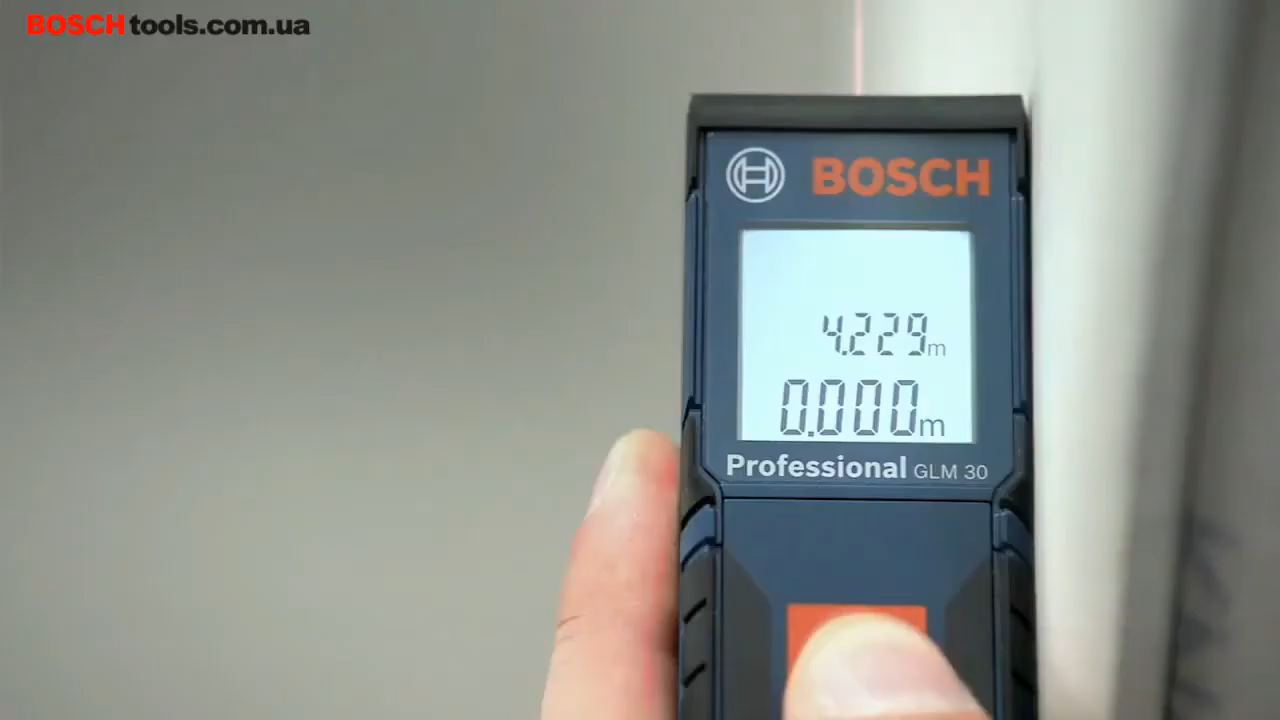 BOSCHtools.com.ua
BOSCH
4.229m
0.000m
Professional GLM 30